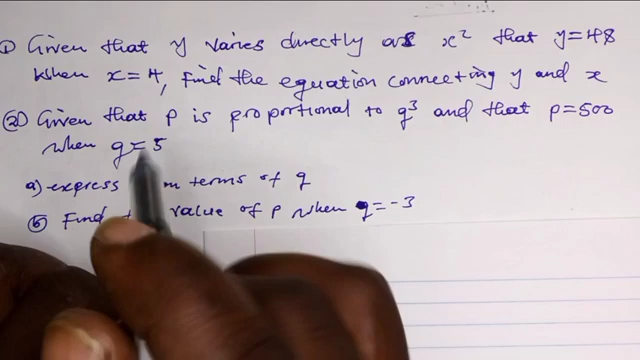 ① Given that y varies directly as x² that y=48
when x=4, find the equation connecting y and x
② Given that P is proportional to q³ and that P=500
when q=5
a) express in terms of q
⑥ Find value of P when q=-3